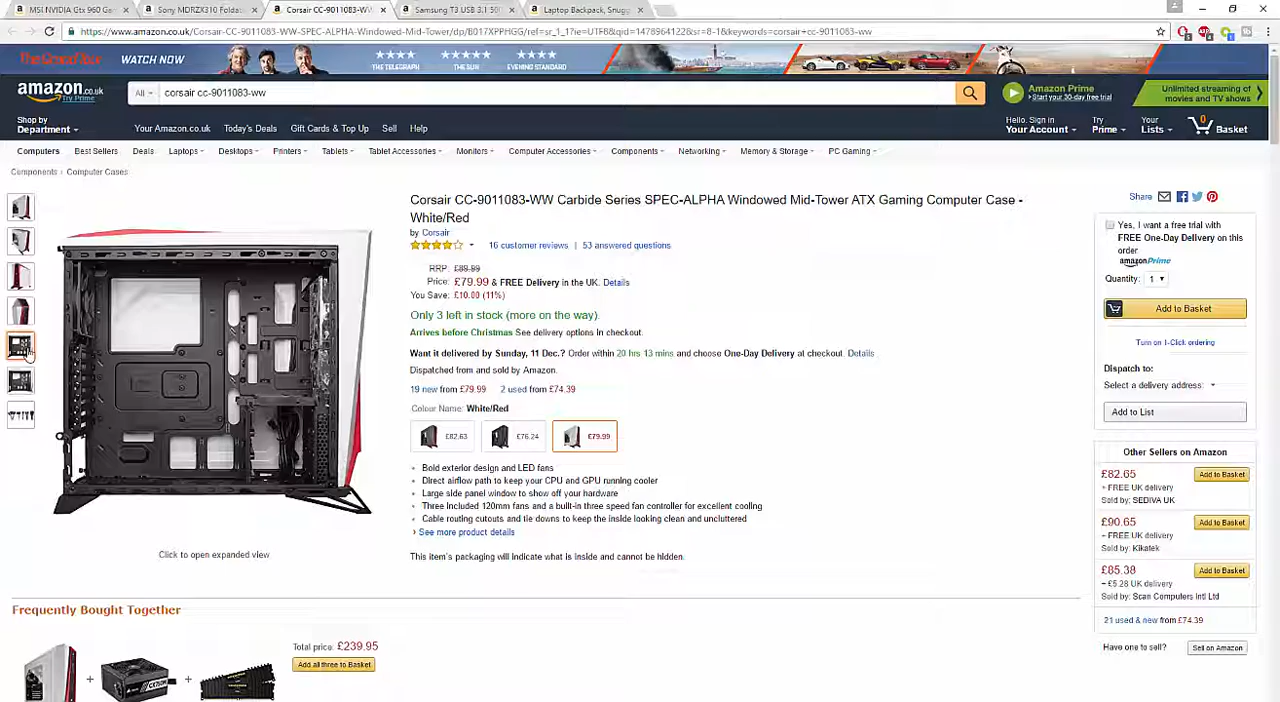 MSI NVIDIA Gtx 960 Ga
Sony MDRZX310 Foldab
Corsair CC-9011083-WW
Samsung T3 USB 3.1 500
Laptop Backpack, Snugg
https://www.amazon.co.uk/Corsair-CC-9011083-WW-SPEC-ALPHA-Windowed-Mid-Tower/dp/B017XPPHGG/ref=sr_1_1?ie=UTF8&qid=1478964122&sr=8-1&keywords=corsair+cc-9011083-ww
WATCH NOW
THE TELEGRAPH
THE SUN
EVENING STANDARD
amazon.co.uk
Try Prime
All
corsair cc-9011083-ww
Amazon Prime
Start your 30-day free trial
Unlimited streaming of
movies and TV shows
Shop by
Department
Your Amazon.co.uk
Today's Deals
Gift Cards & Top Up
Sell
Help
Hello. Sign in
Your Account
Try
Prime
Your
Lists
0
Basket
Computers
Best Sellers
Deals
Laptops
Desktops
Printers
Tablets
Tablet Accessories
Monitors
Computer Accessories
Components
Networking
Memory & Storage
PC Gaming
Components › Computer Cases
Corsair CC-9011083-WW Carbide Series SPEC-ALPHA Windowed Mid-Tower ATX Gaming Computer Case -
White/Red
by Corsair
16 customer reviews | 53 answered questions
RRP: £89.99
Price: £79.99 & FREE Delivery in the UK. Details
You Save: £10.00 (11%)
Only 3 left in stock (more on the way).
Arrives before Christmas See delivery options in checkout.
Want it delivered by Sunday, 11 Dec.? Order within 20 hrs 13 mins and choose One-Day Delivery at checkout. Details
Dispatched from and sold by Amazon.
19 new from £79.99 2 used from £74.39
Colour Name: White/Red
£82.63
£76.24
£79.99
Bold exterior design and LED fans
Direct airflow path to keep your CPU and GPU running cooler
Large side panel window to show off your hardware
Three Included 120mm fans and a built-in three speed fan controller for excellent cooling
Cable routing cutouts and tie downs to keep the inside looking clean and uncluttered
› See more product details
This item's packaging will indicate what is inside and cannot be hidden.
Click to open expanded view
Share
Yes, I want a free trial with
FREE One-Day Delivery on this
order
amazonPrime
Quantity: 1
Add to Basket
Turn on 1-Click ordering
Dispatch to:
Select a delivery address:
Add to List
Other Sellers on Amazon
£82.65
Add to Basket
+ FREE UK delivery
Sold by: SEDIVA UK
£90.65
Add to Basket
+ FREE UK delivery
Sold by: Kikatek
£85.38
Add to Basket
+ £5.28 UK delivery
Sold by: Scan Computers Intl Ltd
21 used & new from £74.39
Have one to sell?
Sell on Amazon
Frequently Bought Together
Total price: £239.95
Add all three to Basket
+
+